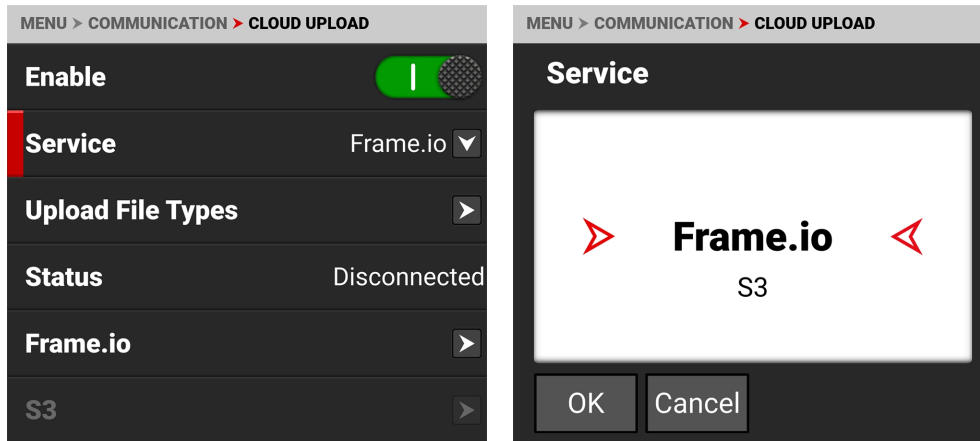 MENU > COMMUNICATION > CLOUD UPLOAD
Enable
Service Frame.io
Upload File Types
Status Disconnected
Frame.io
S3
MENU > COMMUNICATION > CLOUD UPLOAD
Service
Frame.io
S3
OK Cancel